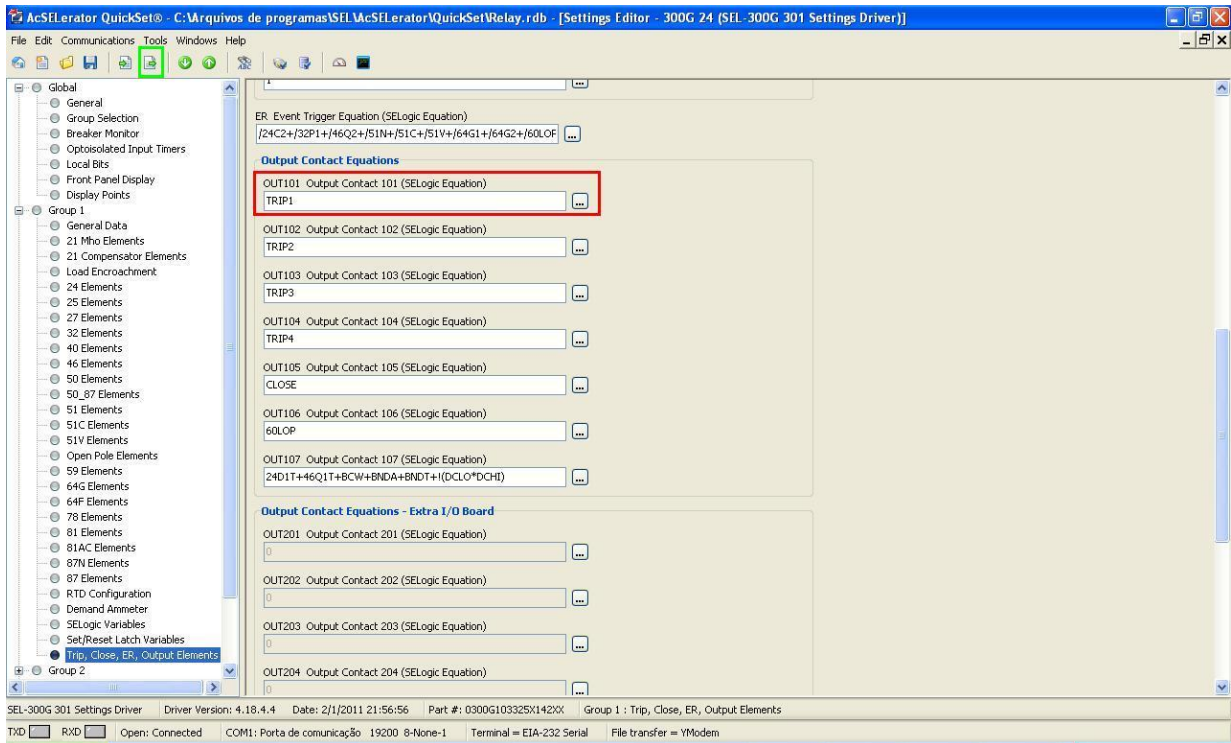 AcSELerator QuickSet® - C:\Arquivos de programas\SEL\AcSELerator\QuickSet\Relay.rdb - [Settings Editor - 300G 24 (SEL-300G 301 Settings Driver)]
File Edit Communications Tools Windows Help
Global
General
Group Selection
Breaker Monitor
Optoisolated Input Timers
Local Bits
Front Panel Display
Display Points
Group 1
General Data
21 Mho Elements
21 Compensator Elements
Load Encroachment
24 Elements
25 Elements
27 Elements
32 Elements
40 Elements
46 Elements
50 Elements
50_87 Elements
51 Elements
51C Elements
51V Elements
Open Pole Elements
59 Elements
64G Elements
64F Elements
78 Elements
81 Elements
81AC Elements
87N Elements
87 Elements
RTD Configuration
Demand Ammeter
SELogic Variables
Set/Reset Latch Variables
Trip, Close, ER, Output Elements
Group 2
1
...
ER Event Trigger Equation (SELogic Equation)
/24C2+/32P1+/46Q2+/51N+/51C+/51V+/64G1+/64G2+/60LOP ...
Output Contact Equations
OUT101 Output Contact 101 (SELogic Equation)
TRIP1 ...
OUT102 Output Contact 102 (SELogic Equation)
TRIP2 ...
OUT103 Output Contact 103 (SELogic Equation)
TRIP3 ...
OUT104 Output Contact 104 (SELogic Equation)
TRIP4 ...
OUT105 Output Contact 105 (SELogic Equation)
CLOSE ...
OUT106 Output Contact 106 (SELogic Equation)
60LOP ...
OUT107 Output Contact 107 (SELogic Equation)
24D1T+46Q1T+BCW+BNDA+BNDT+!(DCLO*DCHI) ...
Output Contact Equations - Extra I/O Board
OUT201 Output Contact 201 (SELogic Equation)
0 ...
OUT202 Output Contact 202 (SELogic Equation)
0 ...
OUT203 Output Contact 203 (SELogic Equation)
0 ...
OUT204 Output Contact 204 (SELogic Equation)
0 ...
SEL-300G 301 Settings Driver Driver Version: 4.18.4.4 Date: 2/1/2011 21:56:56 Part #: 0300G103325X142XX Group 1 : Trip, Close, ER, Output Elements
TXD RXD Open: Connected COM1: Porta de comunicação 19200 8-None-1 Terminal = EIA-232 Serial File transfer = YModem